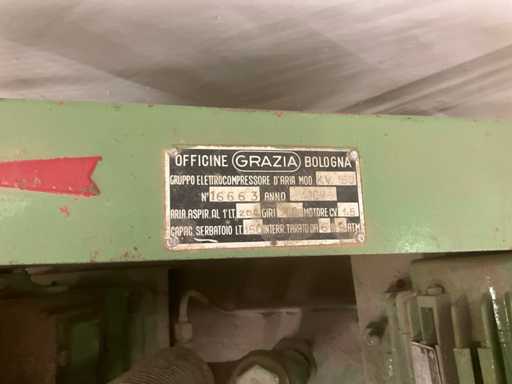 OFFICINE GRAZIA BOLOGNA
GRUPPO ELETTROCOMPRESSORE D'ARIA MOD
N° 16663 ANNO
ARIA ASPIR. AL 1' LT. GIRI MOTORE CV
CAPAC. SERBATOIO LT. INTERR. TARATO DA ATM